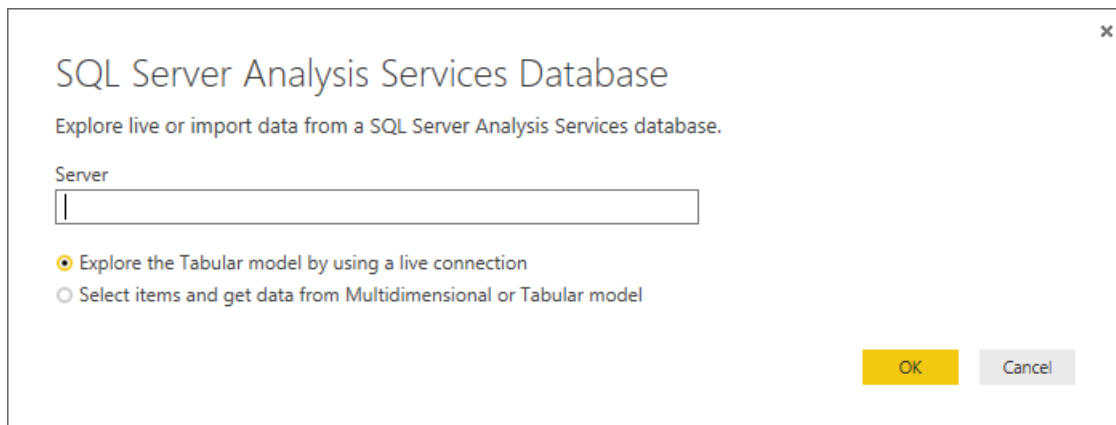 SQL Server Analysis Services Database
Explore live or import data from a SQL Server Analysis Services database.
Server
Explore the Tabular model by using a live connection
Select items and get data from Multidimensional or Tabular model
OK Cancel